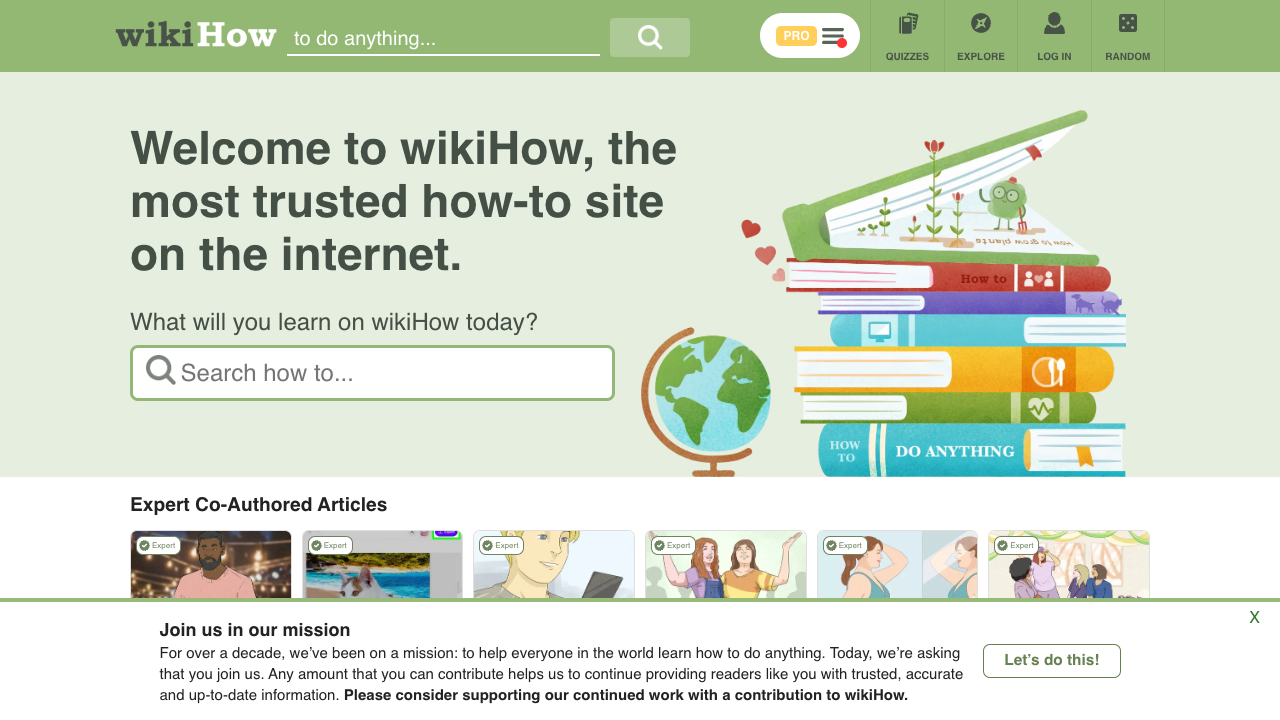 wikiHow
to do anything...
PRO
QUIZZES
EXPLORE
LOG IN
RANDOM
Welcome to wikiHow, the
most trusted how-to site
on the internet.
What will you learn on wikiHow today?
Search how to...
How to grow plants
How to
HOW
TO
DO ANYTHING
Expert Co-Authored Articles
Expert
Expert
Expert
Expert
Expert
Expert
X
Join us in our mission
For over a decade, we've been on a mission: to help everyone in the world learn how to do anything. Today, we're asking
that you join us. Any amount that you can contribute helps us to continue providing readers like you with trusted, accurate
and up-to-date information. Please consider supporting our continued work with a contribution to wikiHow.
Let's do this!